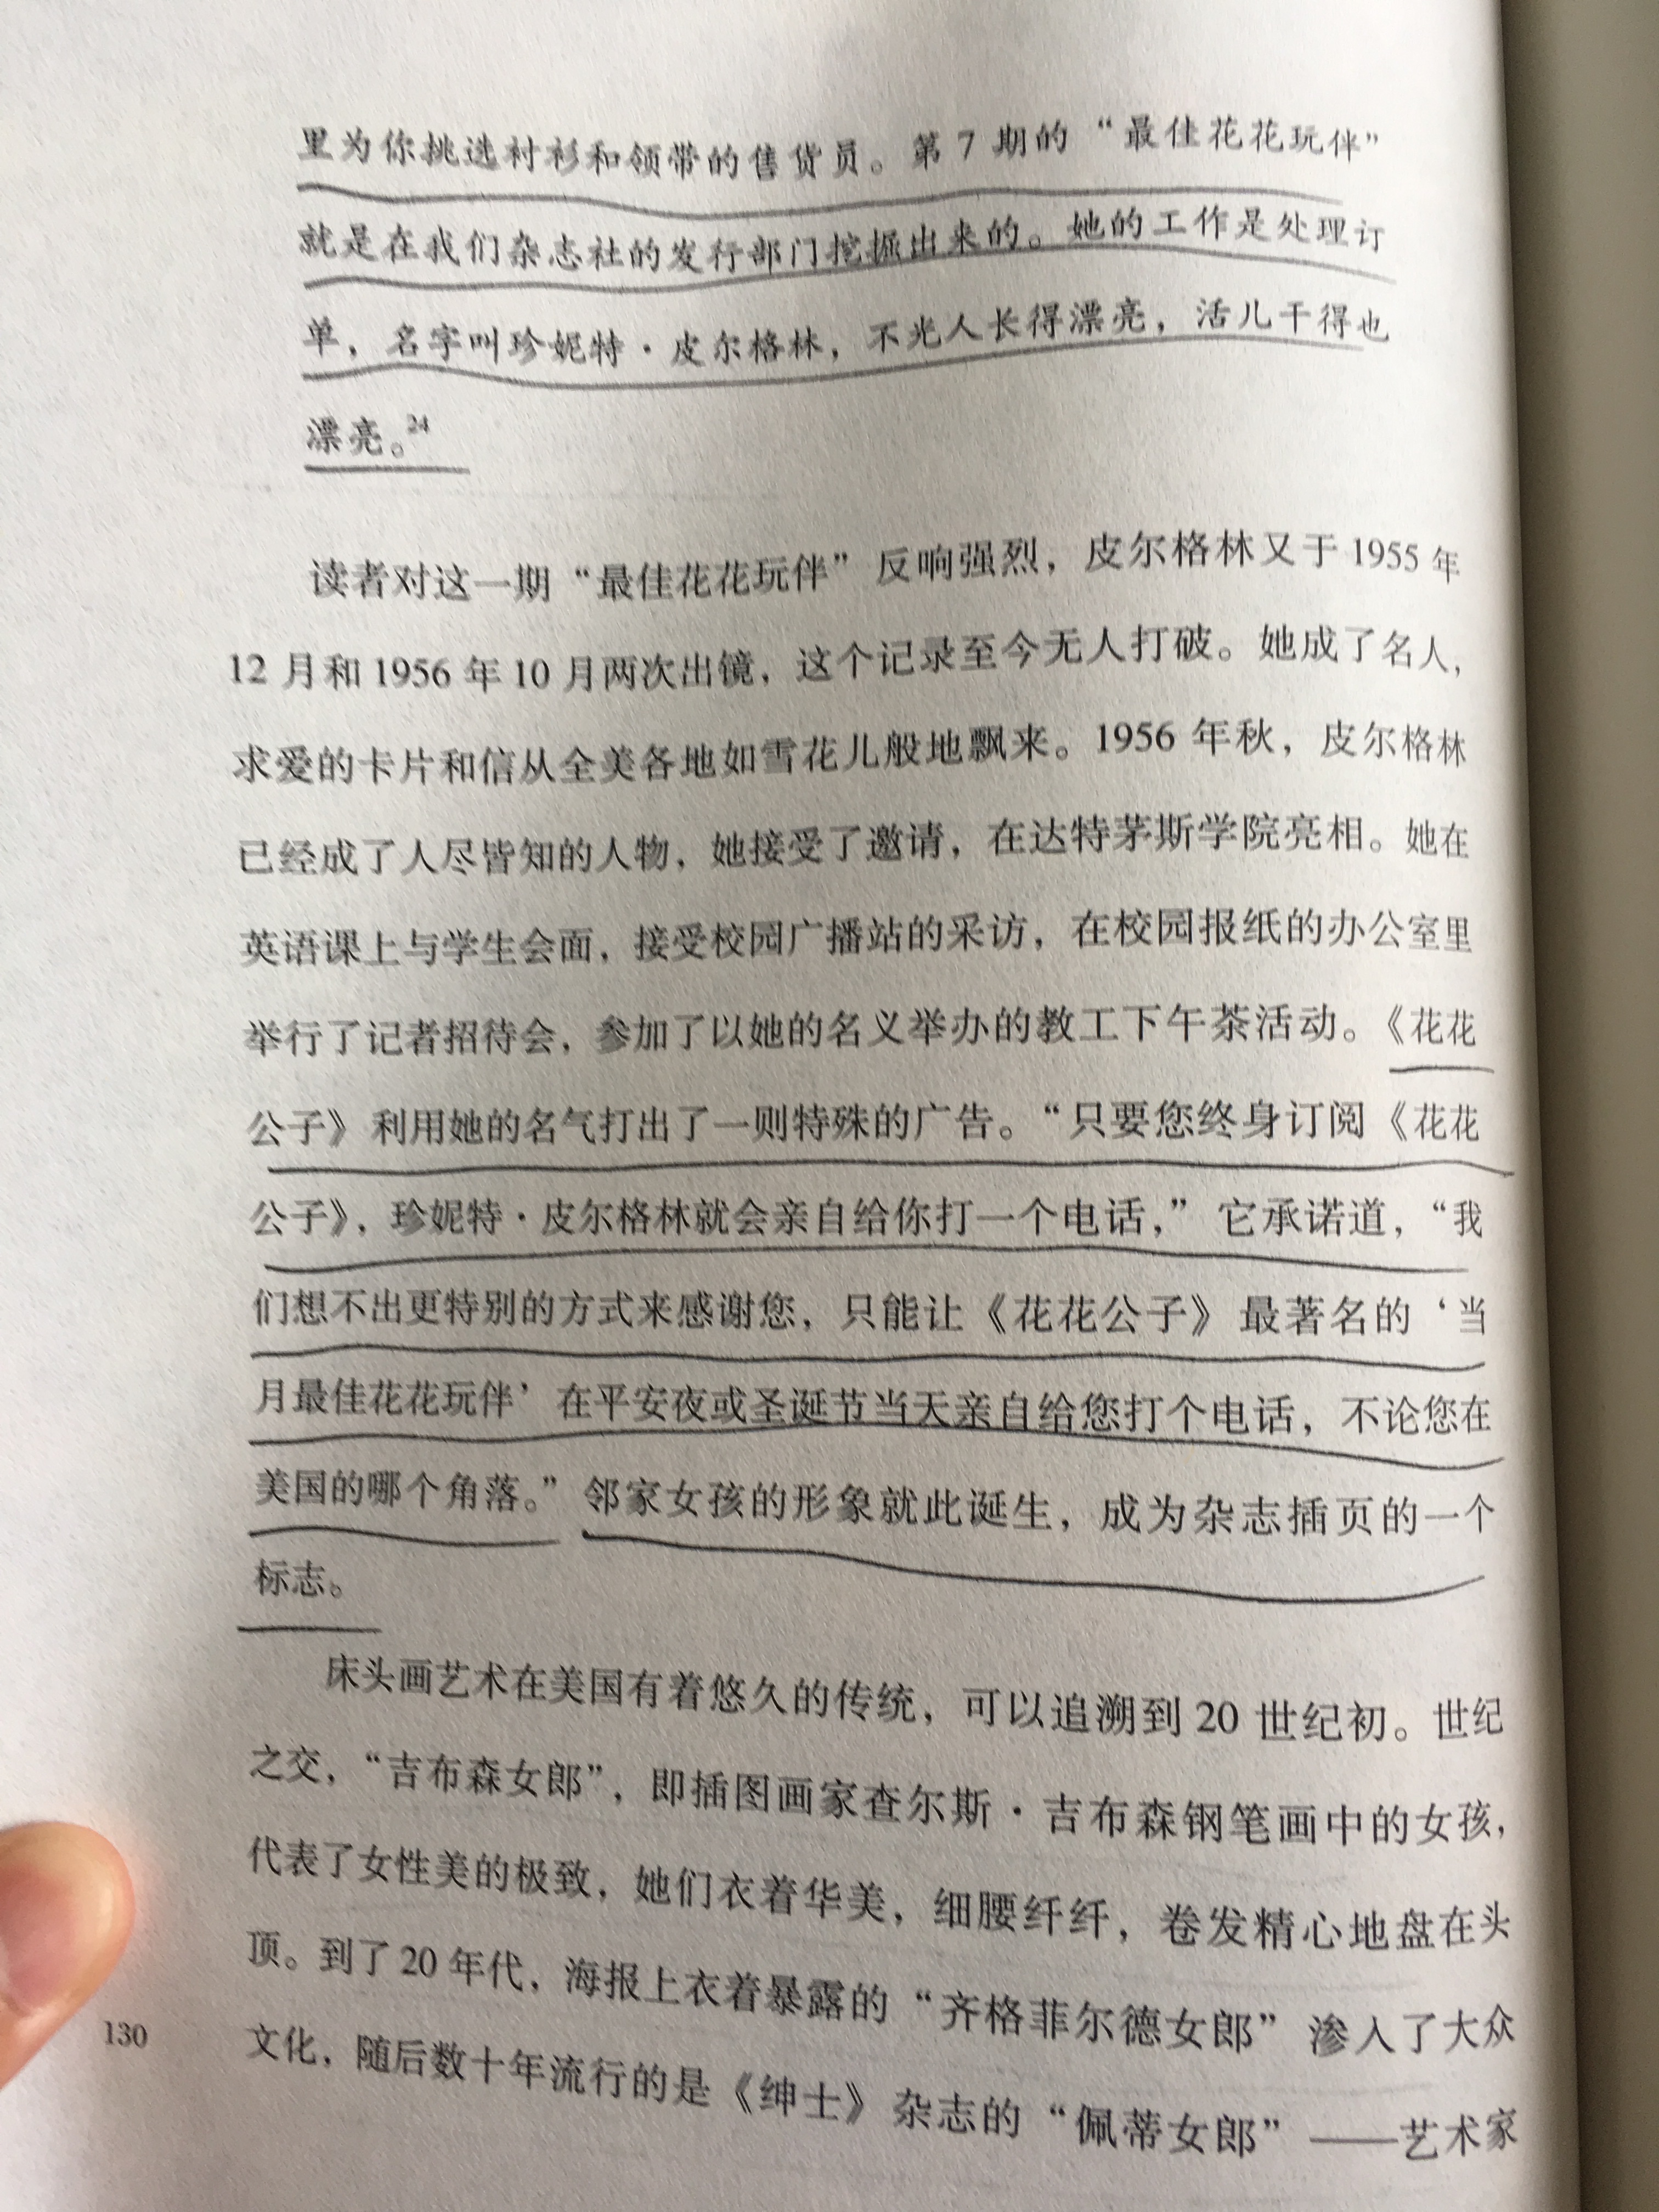 里为你挑选衬衫和领带的售货员。第 7 期的“最佳花花玩伴”
就是在我们杂志社的发行部门挖掘出来的。她的工作是处理订
单，名字叫珍妮特·皮尔格林，不光人长得漂亮，活儿干得也
漂亮。24
读者对这一期“最佳花花玩伴”反响强烈，皮尔格林又于 1955 年
12 月和 1956 年 10 月两次出镜，这个记录至今无人打破。她成了名人，
求爱的卡片和信从全美各地如雪花儿般地飘来。1956 年秋，皮尔格林
已经成了人尽皆知的人物，她接受了邀请，在达特茅斯学院亮相。她在
英语课上与学生会面，接受校园广播站的采访，在校园报纸的办公室里
举行了记者招待会，参加了以她的名义举办的教工下午茶活动。《花花
公子》利用她的名气打出了一则特殊的广告。“只要您终身订阅《花花
公子》，珍妮特·皮尔格林就会亲自给你打一个电话，”它承诺道，“我
们想不出更特别的方式来感谢您，只能让《花花公子》最著名的‘当
月最佳花花玩伴’在平安夜或圣诞节当天亲自给您打个电话，不论您在
美国的哪个角落。”邻家女孩的形象就此诞生，成为杂志插页的一个
标志。
床头画艺术在美国有着悠久的传统，可以追溯到 20 世纪初。世纪
之交，“吉布森女郎”，即插图画家查尔斯·吉布森钢笔画中的女孩，
代表了女性美的极致，她们衣着华美，细腰纤纤，卷发精心地盘在头
顶。到了 20 年代，海报上衣着暴露的“齐格菲尔德女郎”渗入了大众
文化，随后数十年流行的是《绅士》杂志的“佩蒂女郎”——艺术家
130